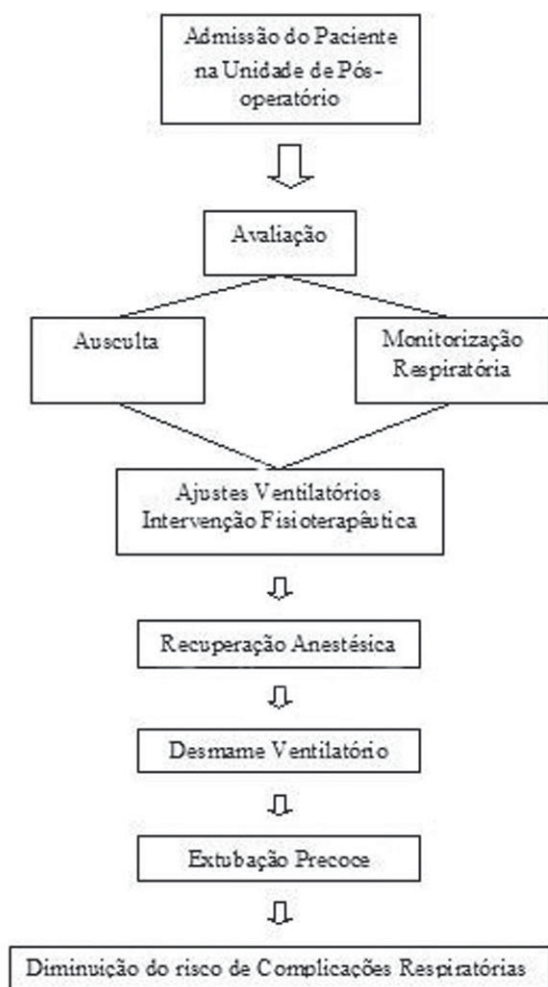 Admissão do Paciente
na Unidade de Pós-
operatório
Avaliação
Ausculta
Monitorização
Respiratória
Ajustes Ventilatórios
Intervenção Fisioterapêutica
Recuperação Anestésica
Desmame Ventilatório
Extubação Precoce
Diminuição do risco de Complicações Respiratórias